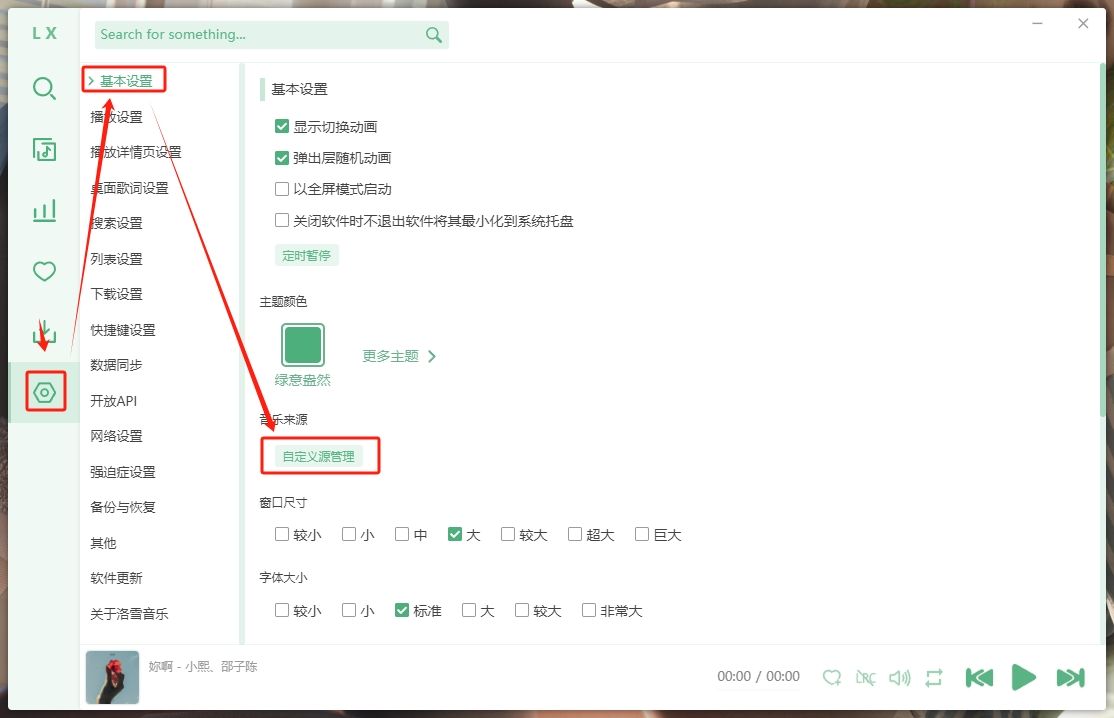 LX
Search for something...
基本设置
播放设置
播放详情页设置
桌面歌词设置
搜索设置
列表设置
下载设置
快捷键设置
数据同步
开放API
网络设置
强迫症设置
备份与恢复
其他
软件更新
关于洛雪音乐
基本设置
显示切换动画
弹出层随机动画
以全屏模式启动
关闭软件时不退出软件将其最小化到系统托盘
定时暂停
主题颜色
绿意盎然
更多主题
音乐来源
自定义源管理
窗口尺寸
较小 小 中 大 较大 超大 巨大
字体大小
较小 小 标准 大 较大 非常大
妳啊 - 小熙、邵子陈
00:00 / 00:00
LRC